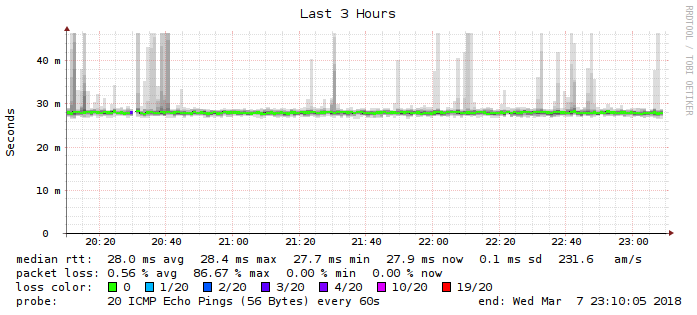 Last 3 Hours
RRDTOOL / TOBI OETIKER
Seconds
40 m
30 m
20 m
10 m
0
20:20 20:40 21:00 21:20 21:40 22:00 22:20 22:40 23:00
median rtt: 28.0 ms avg 28.4 ms max 27.7 ms min 27.9 ms now 0.1 ms sd 231.6 am/s
packet loss: 0.56 % avg 86.67 % max 0.00 % min 0.00 % now
loss color: 0 1/20 2/20 3/20 4/20 10/20 19/20
probe: 20 ICMP Echo Pings (56 Bytes) every 60s end: Wed Mar 7 23:10:05 2018